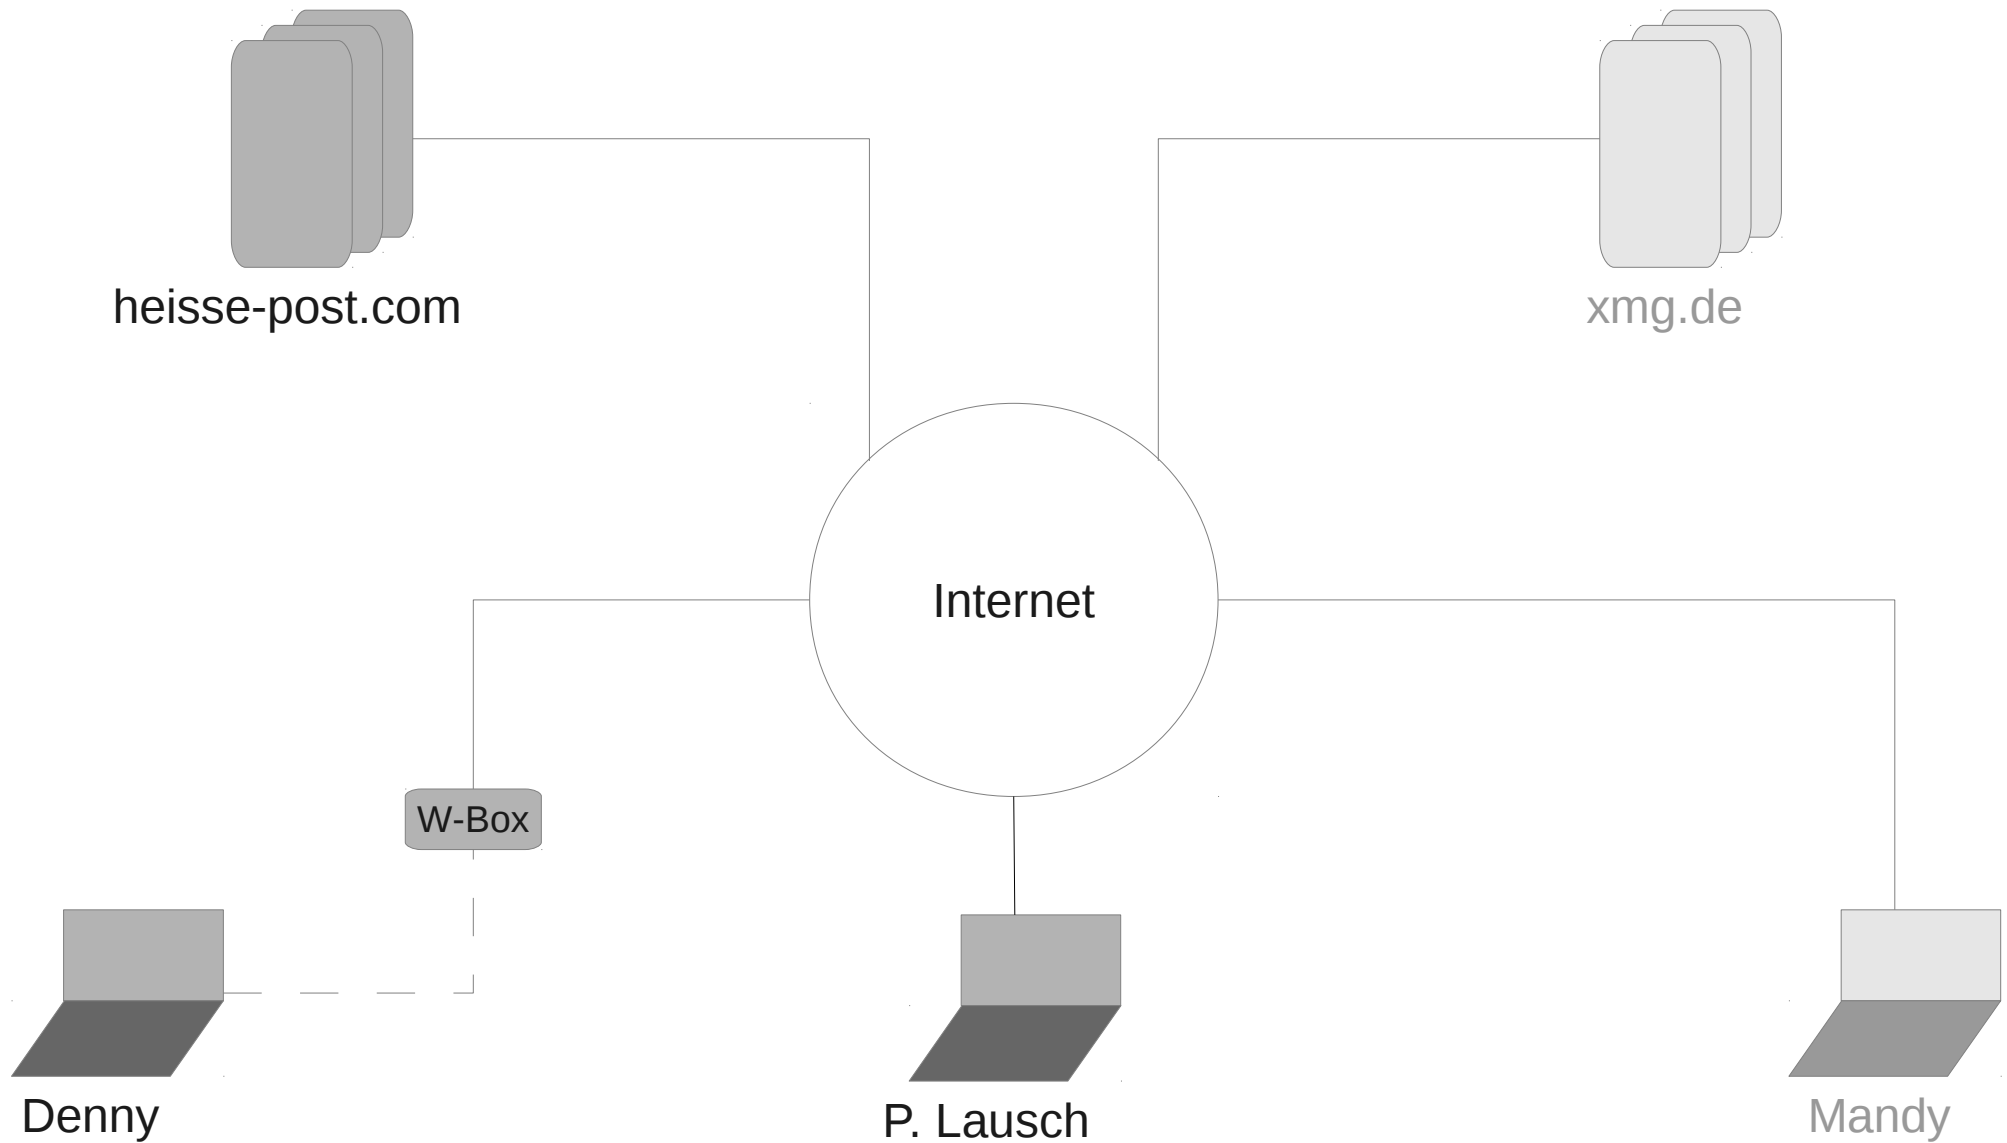 heisse-post.com
xmg.de
Internet
W-Box
Denny
P. Lausch
Mandy